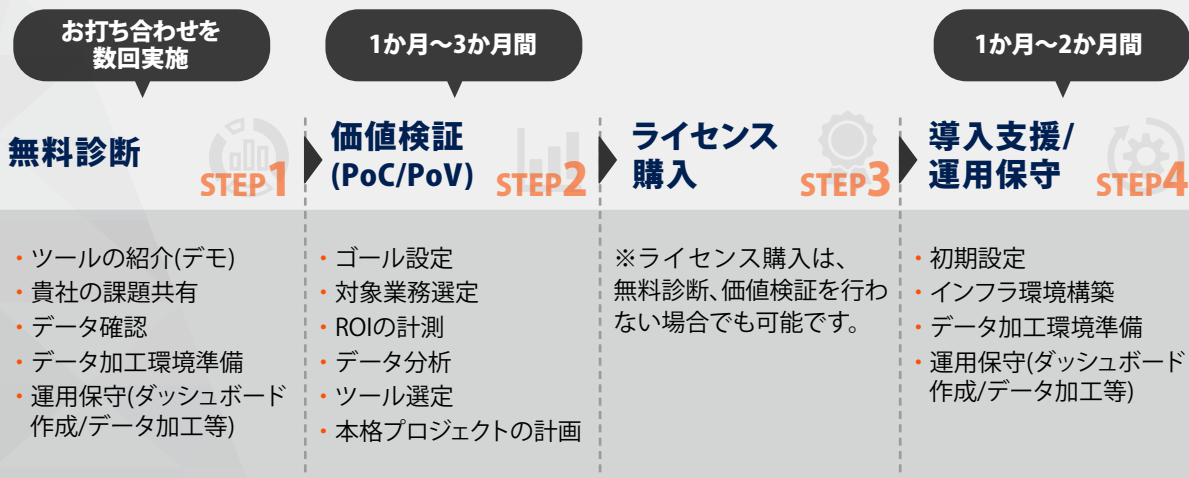 お打ち合わせを
数回実施
無料診断
STEP1
・ツールの紹介(デモ)
・貴社の課題共有
・データ確認
・データ加工環境準備
・運用保守(ダッシュボード
作成/データ加工等)
1か月〜3か月間
価値検証
(PoC/PoV)
STEP2
・ゴール設定
・対象業務選定
・ROIの計測
・データ分析
・ツール選定
・本格プロジェクトの計画
ライセンス
購入
STEP3
※ライセンス購入は、
無料診断、価値検証を行わ
ない場合でも可能です。
1か月〜2か月間
導入支援/
運用保守
STEP4
・初期設定
・インフラ環境構築
・データ加工環境準備
・運用保守(ダッシュボード
作成/データ加工等)